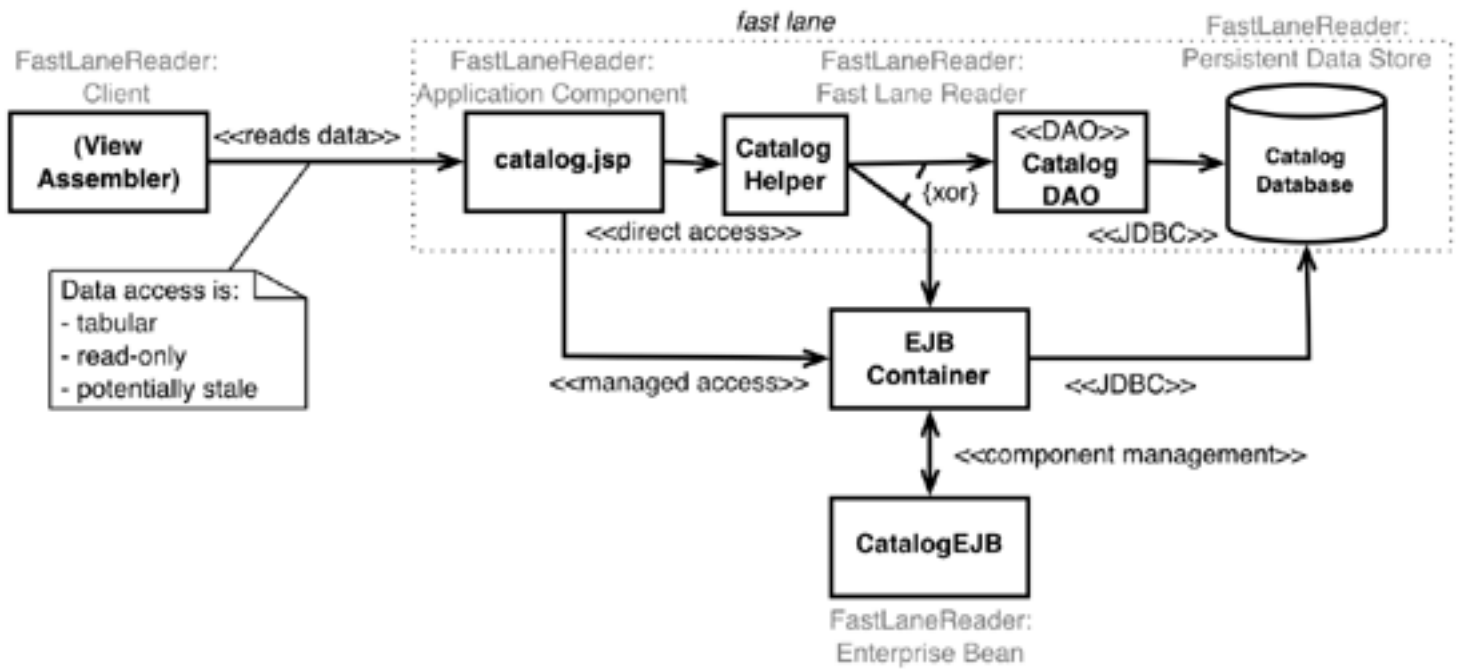 fast lane
FastLaneReader:
Client
FastLaneReader:
Application Component
FastLaneReader:
Fast Lane Reader
FastLaneReader:
Persistent Data Store
(View
Assembler)
<<reads data>>
catalog.jsp
Catalog
Helper
<<DAO>>
Catalog
DAO
Catalog
Database
{xor}
<<direct access>>
<<JDBC>>
Data access is:
- tabular
- read-only
- potentially stale
<<managed access>>
EJB
Container
<<JDBC>>
<<component management>>
CatalogEJB
FastLaneReader:
Enterprise Bean